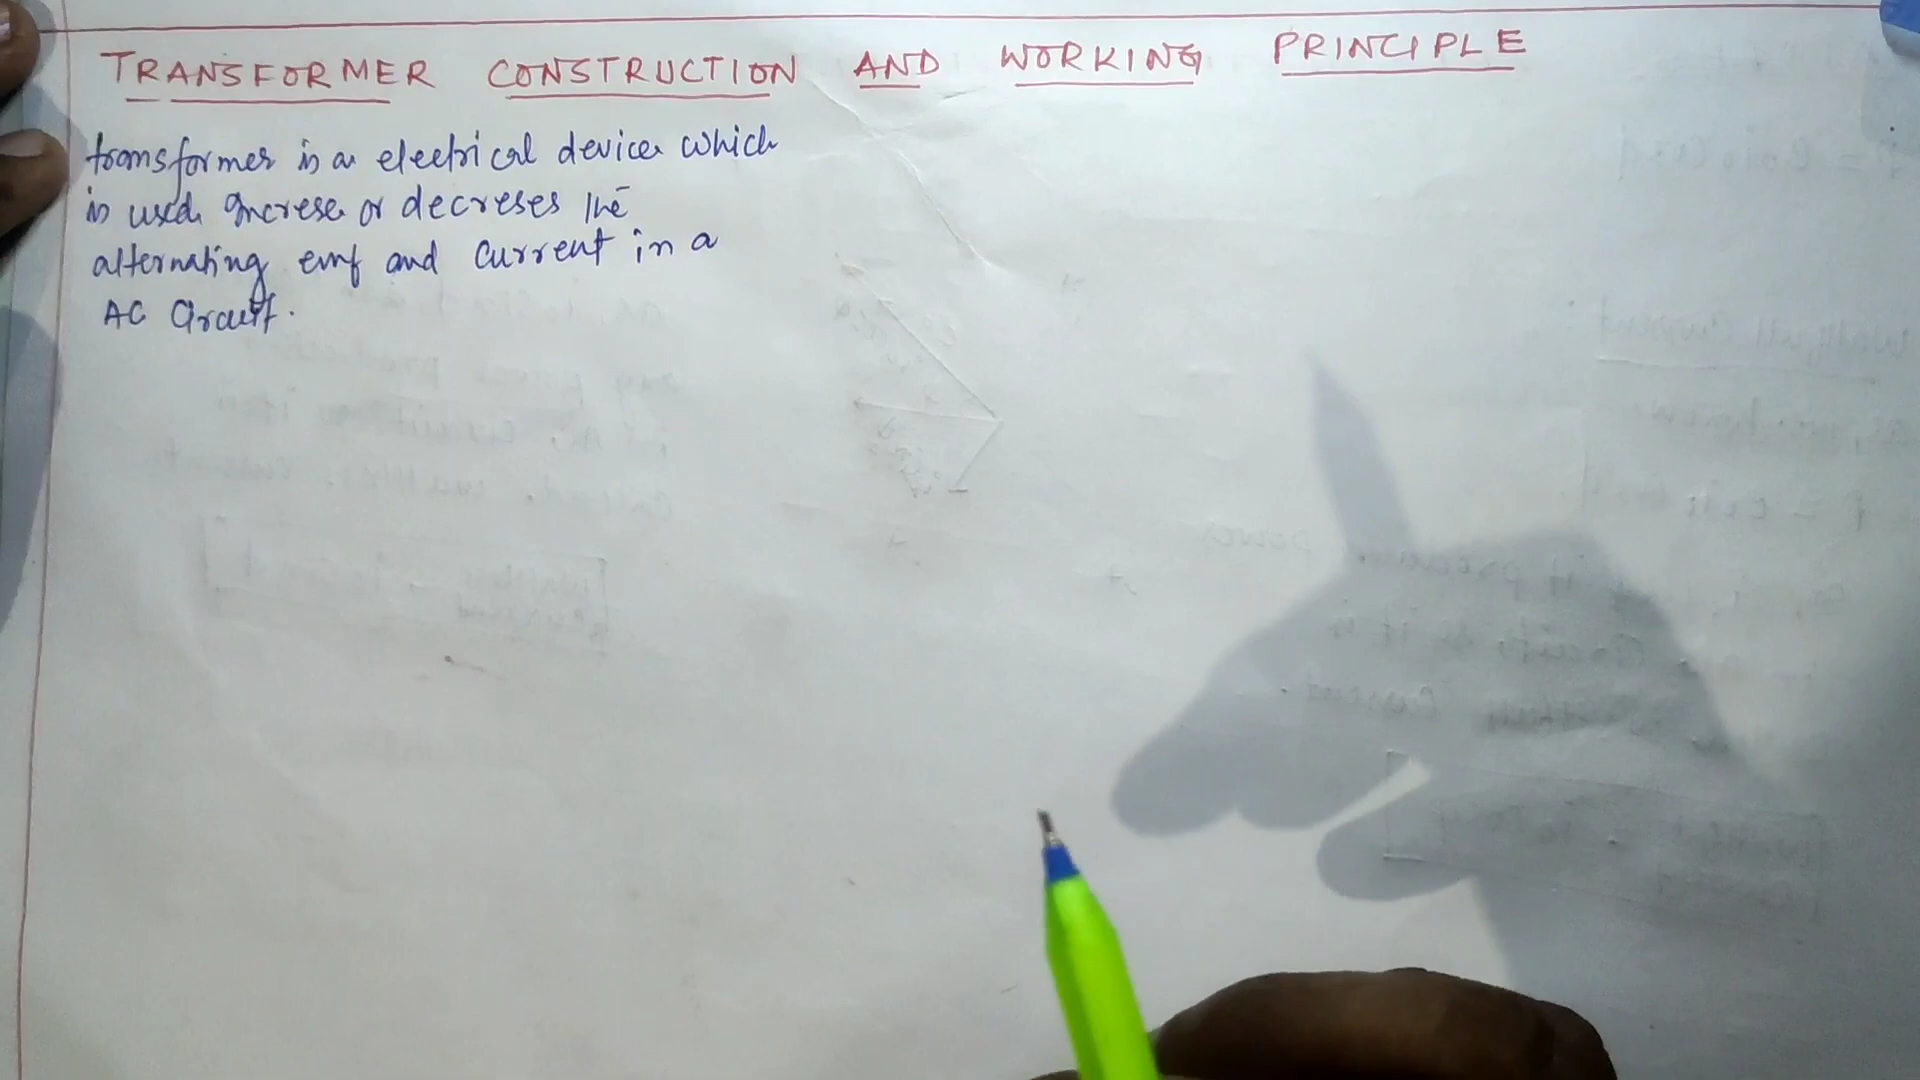 TRANSFORMER CONSTRUCTION AND WORKING PRINCIPLE
transformer is a electrical device which
is used increse or decreses the
alternating emf and current in a
AC Circuit.